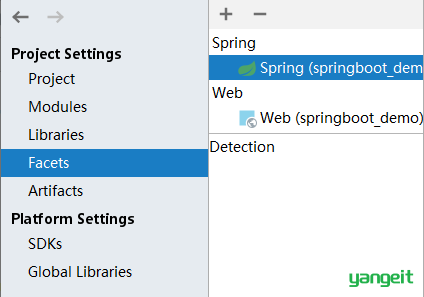 Project Settings
Project
Modules
Libraries
Facets
Artifacts
Platform Settings
SDKs
Global Libraries
Spring
Spring (springboot_dem
Web
Web (springboot_demo)
Detection
yangeit